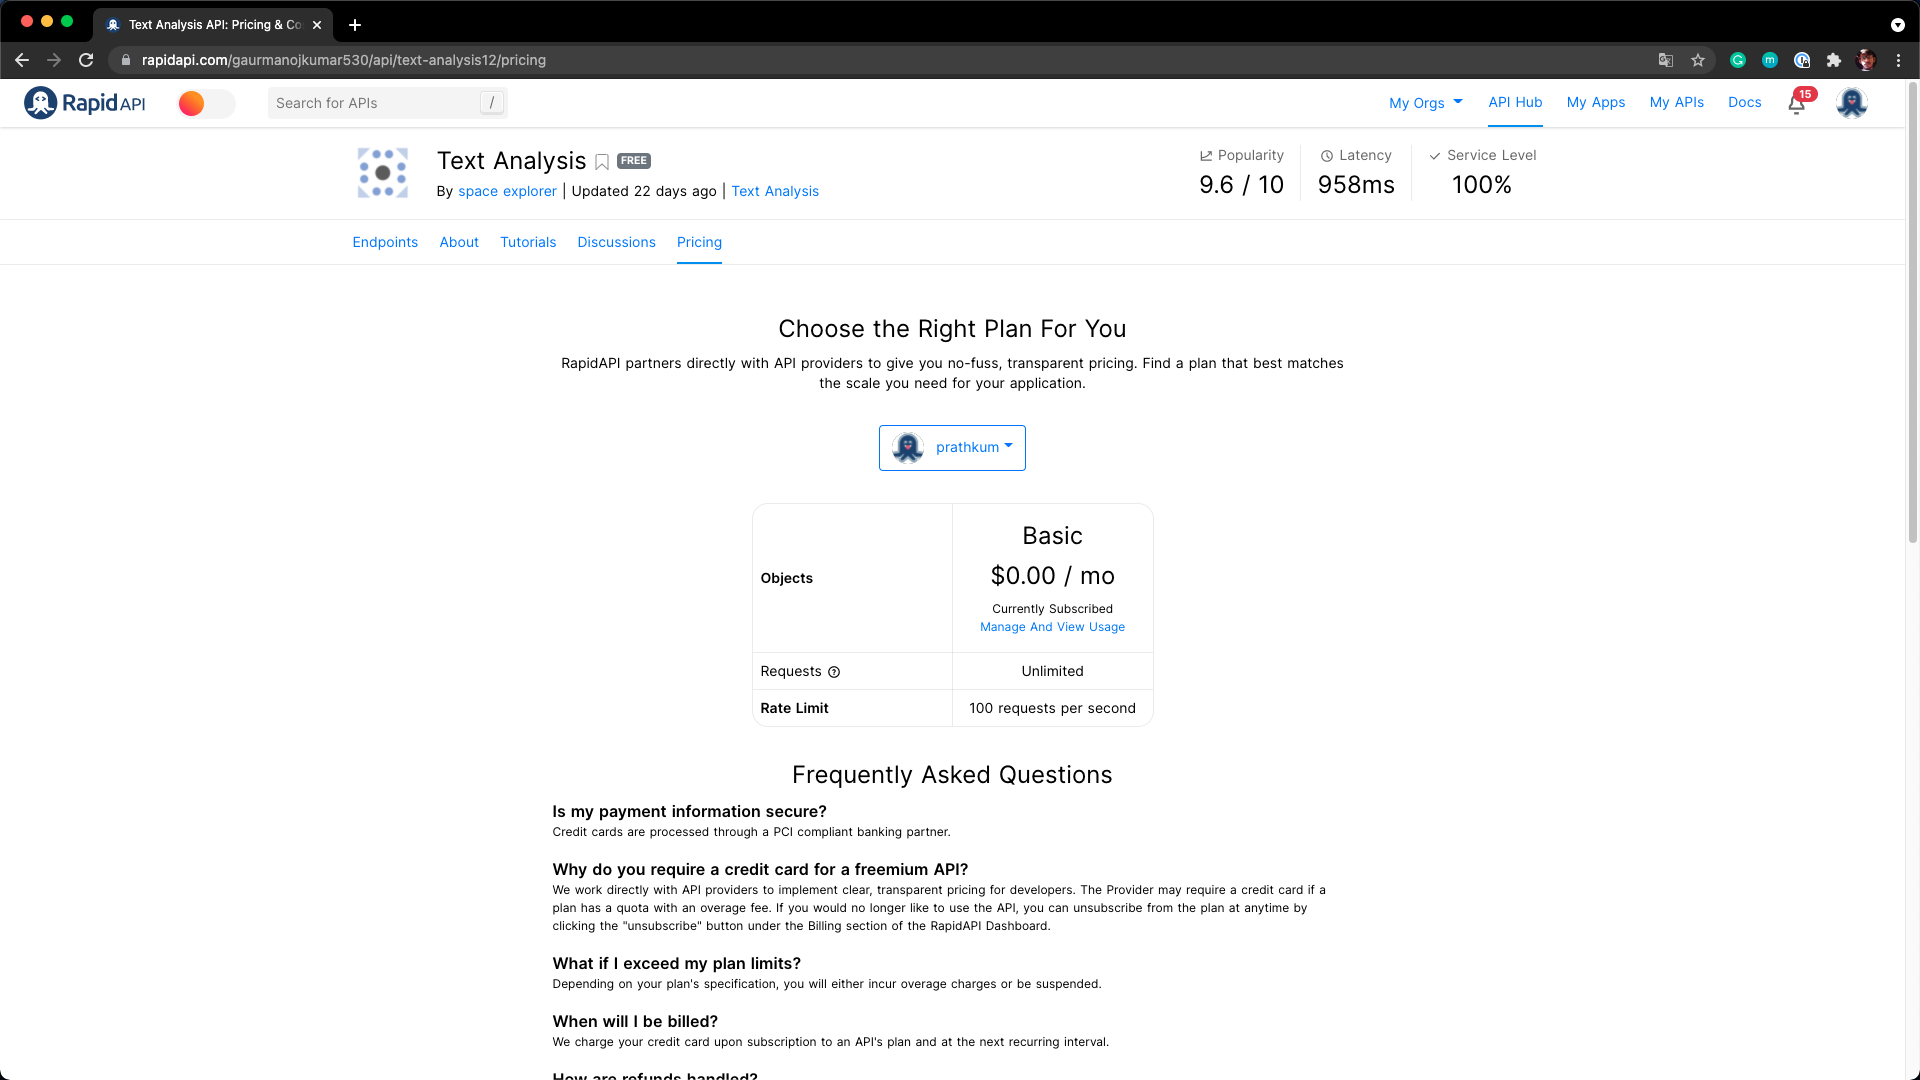 Text Analysis API: Pricing & Co
rapidapi.com/gaurmanojkumar530/api/text-analysis12/pricing
Rapid API
Search for APIs /
My Orgs API Hub My Apps My APIs Docs 15
Text Analysis FREE
By space explorer | Updated 22 days ago | Text Analysis
Popularity
9.6 / 10
Latency
958ms
Service Level
100%
Endpoints About Tutorials Discussions Pricing
Choose the Right Plan For You
RapidAPI partners directly with API providers to give you no-fuss, transparent pricing. Find a plan that best matches
the scale you need for your application.
prathkum
Objects
Basic
$0.00 / mo
Currently Subscribed
Manage And View Usage
Requests Unlimited
Rate Limit 100 requests per second
Frequently Asked Questions
Is my payment information secure?
Credit cards are processed through a PCI compliant banking partner.
Why do you require a credit card for a freemium API?
We work directly with API providers to implement clear, transparent pricing for developers. The Provider may require a credit card if a
plan has a quota with an overage fee. If you would no longer like to use the API, you can unsubscribe from the plan at anytime by
clicking the "unsubscribe" button under the Billing section of the RapidAPI Dashboard.
What if I exceed my plan limits?
Depending on your plan's specification, you will either incur overage charges or be suspended.
When will I be billed?
We charge your credit card upon subscription to an API's plan and at the next recurring interval.
How are refunds handled?